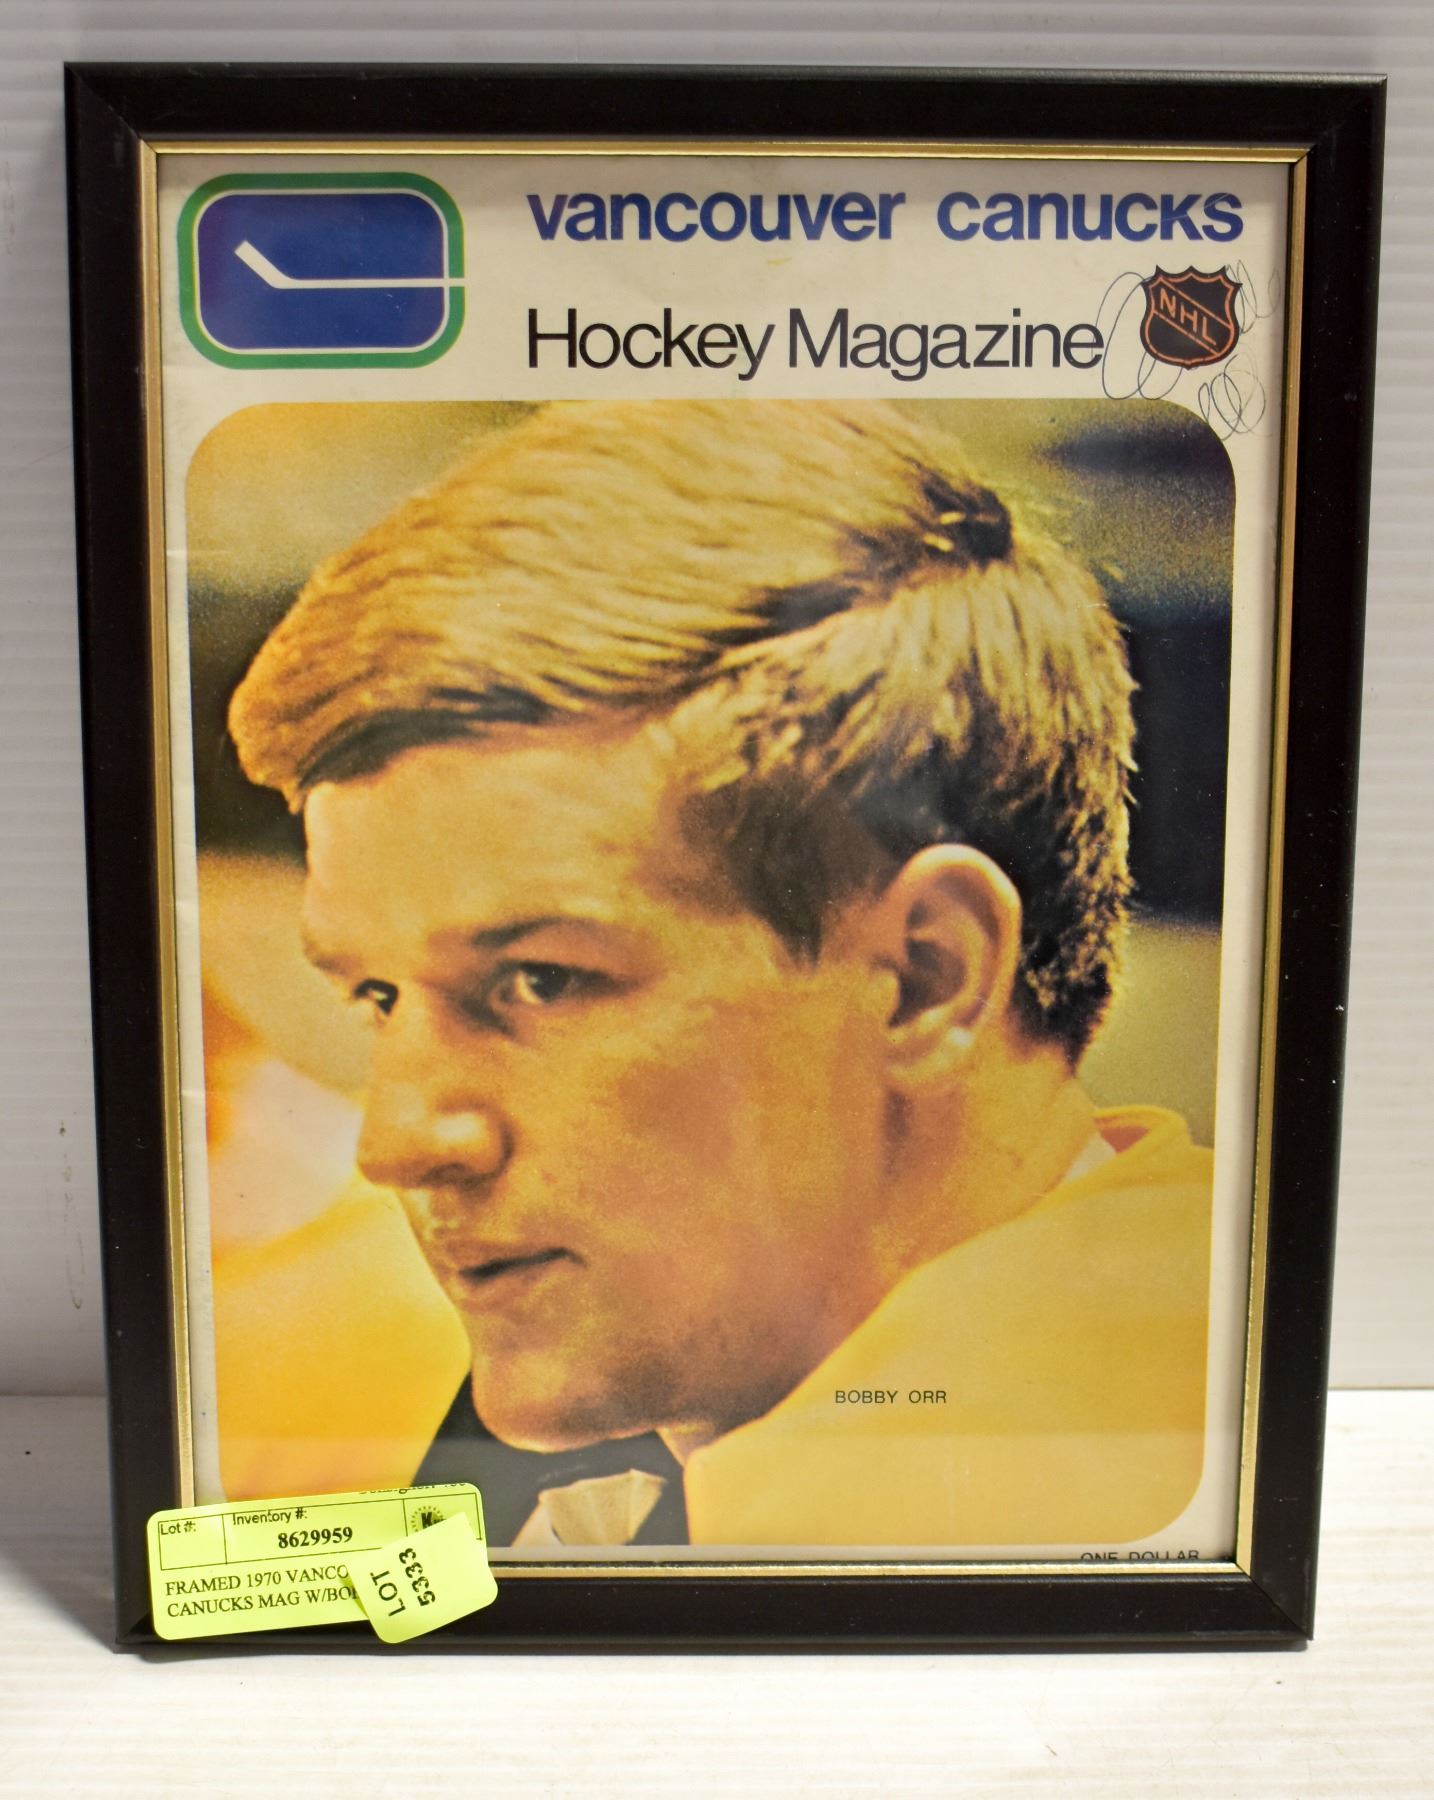 vancouver canucks
Hockey Magazine
NHL
BOBBY ORR
ONE DOLLAR
Lot #:
Inventory #:
8629959
FRAMED 1970 VANCO
CANUCKS MAG W/BO
LOT
5333